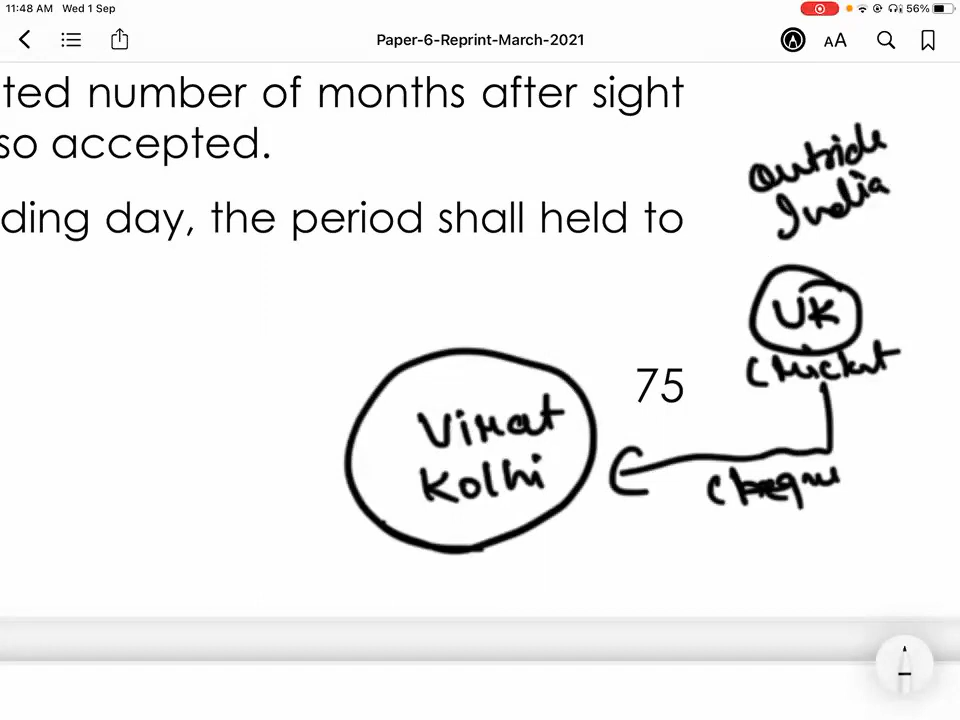 11:48 AM Wed 1 Sep
56%
Paper-6-Reprint-March-2021
AA
ted number of months after sight
so accepted.
ding day, the period shall held to
outside
India
UK
Cricket
75
Virat
Kolhi
Cheque